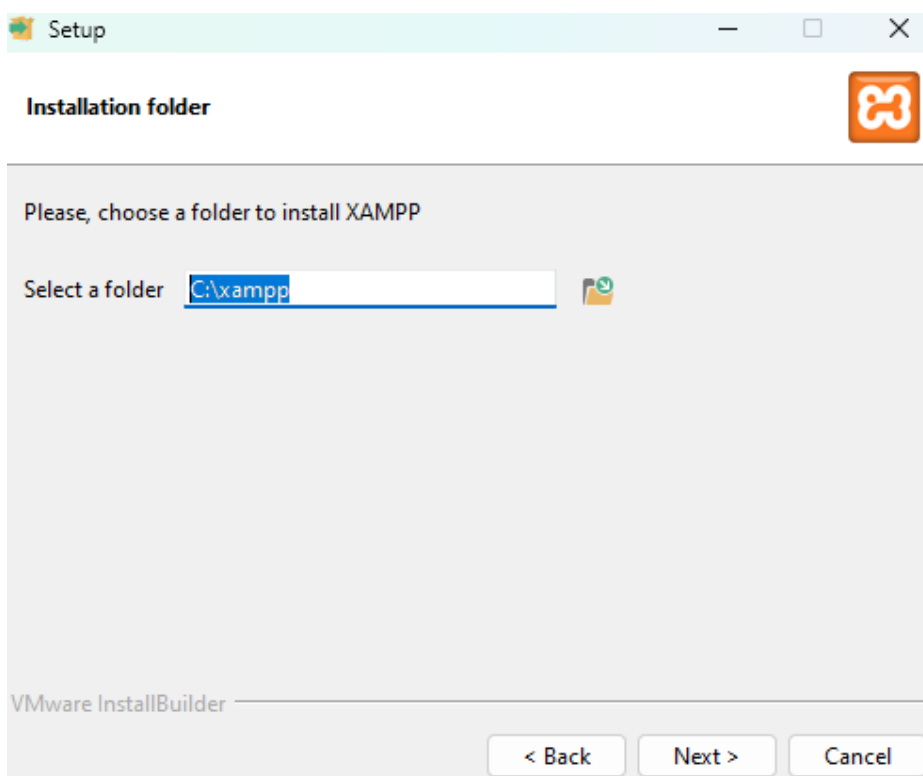 Setup
Installation folder
Please, choose a folder to install XAMPP
Select a folder C:\xampp
VMware InstallBuilder
< Back Next > Cancel